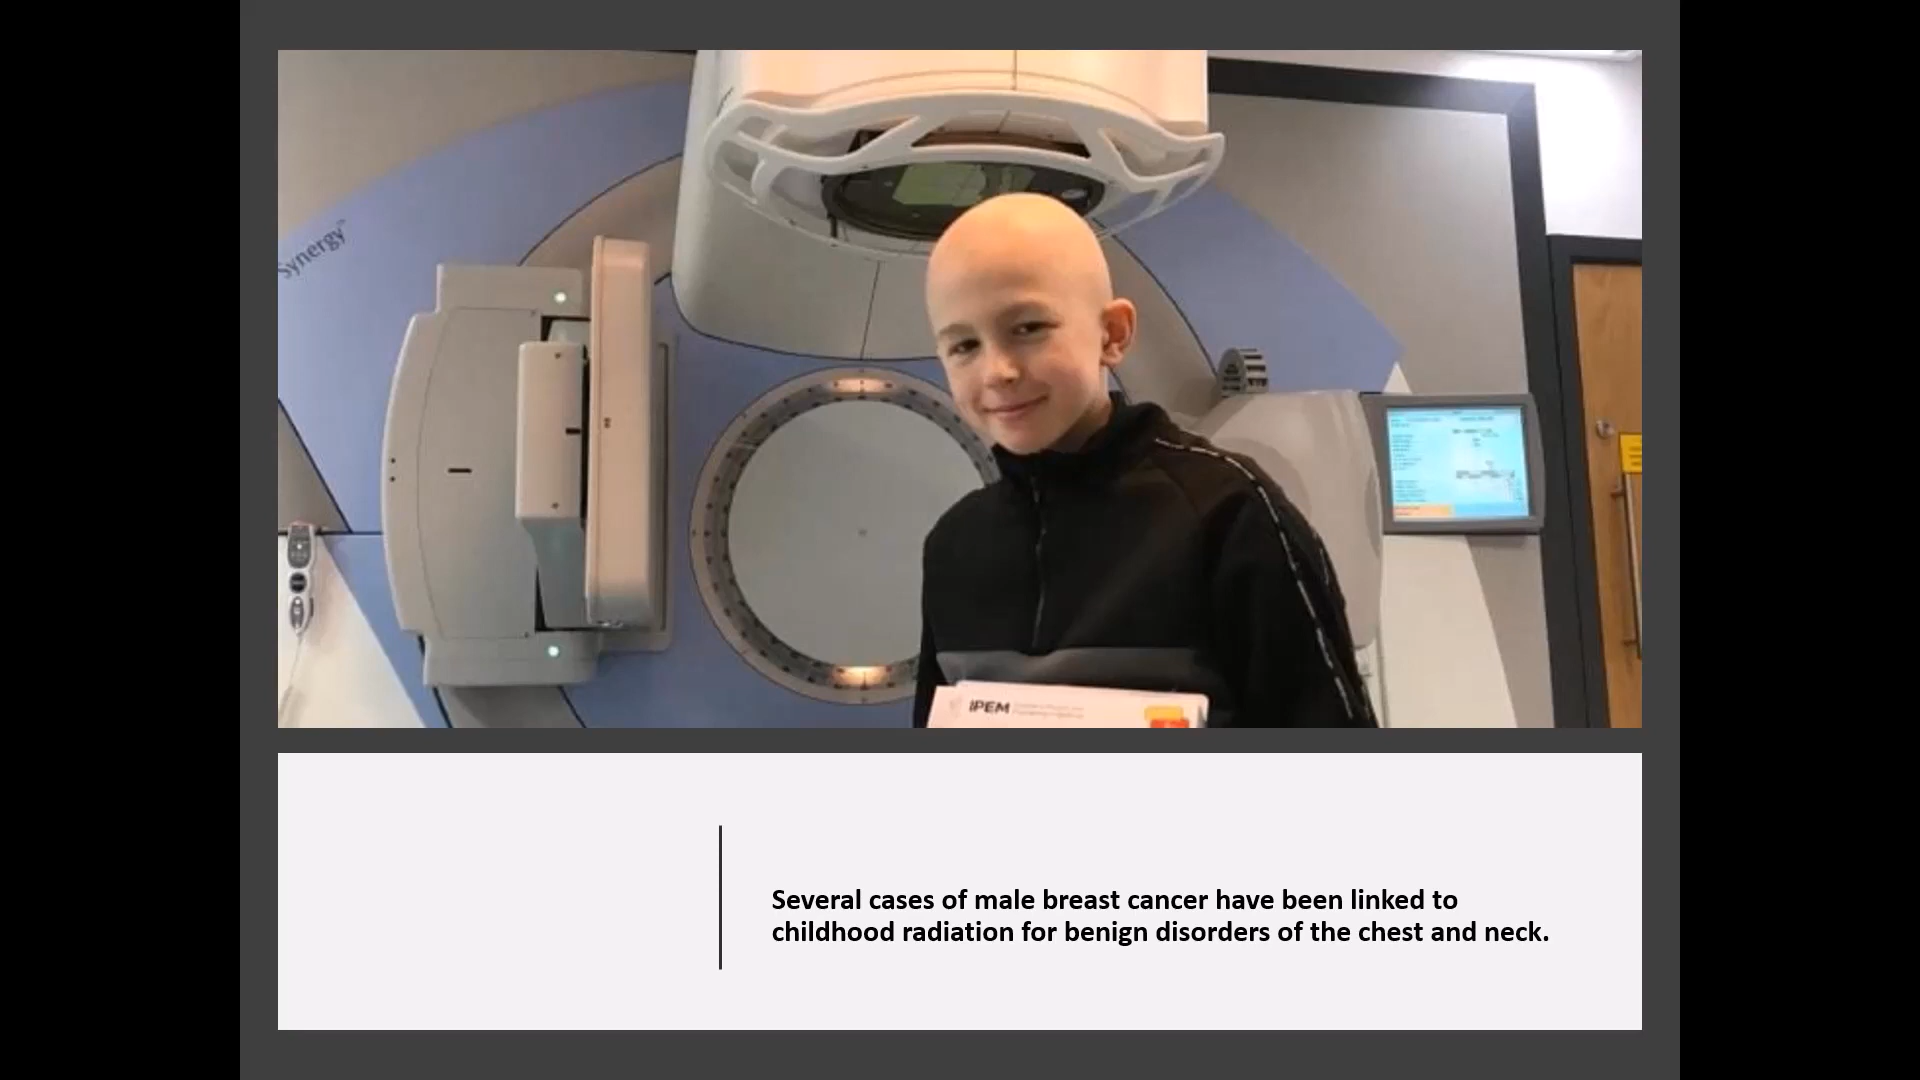 Synergy™
IPEM
Several cases of male breast cancer have been linked to
childhood radiation for benign disorders of the chest and neck.